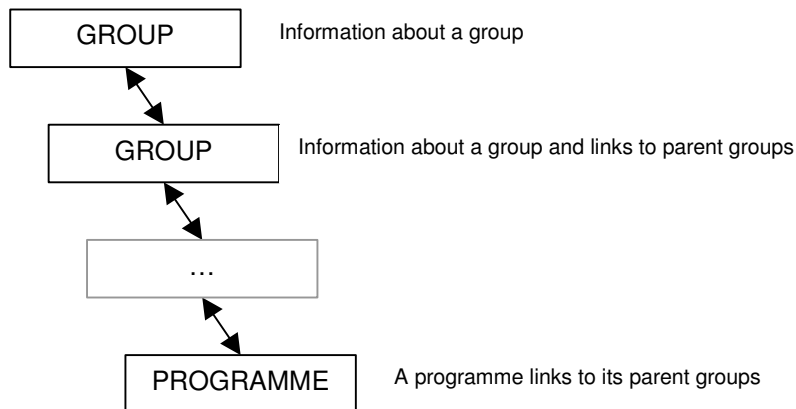 GROUP
Information about a group
GROUP
Information about a group and links to parent groups
...
PROGRAMME
A programme links to its parent groups